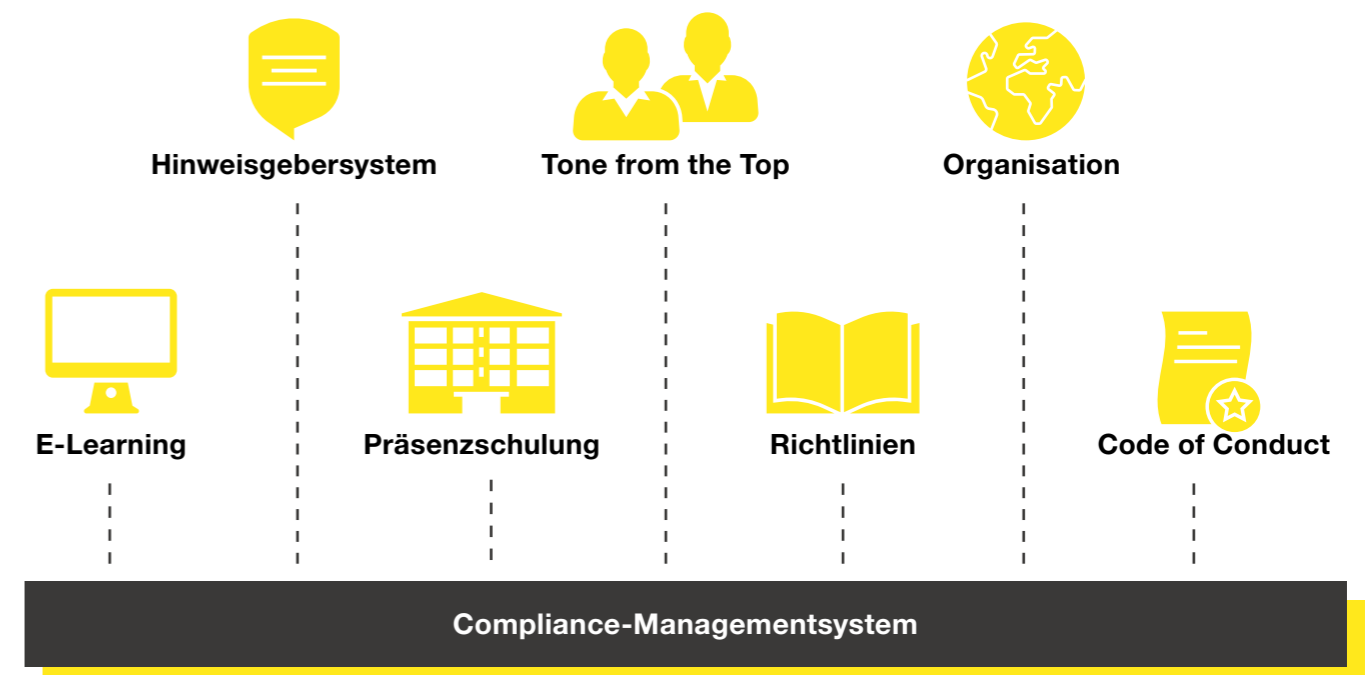 Hinweisgebersystem
Tone from the Top
Organisation
E-Learning
Präsenzschulung
Richtlinien
Code of Conduct
Compliance-Managementsystem